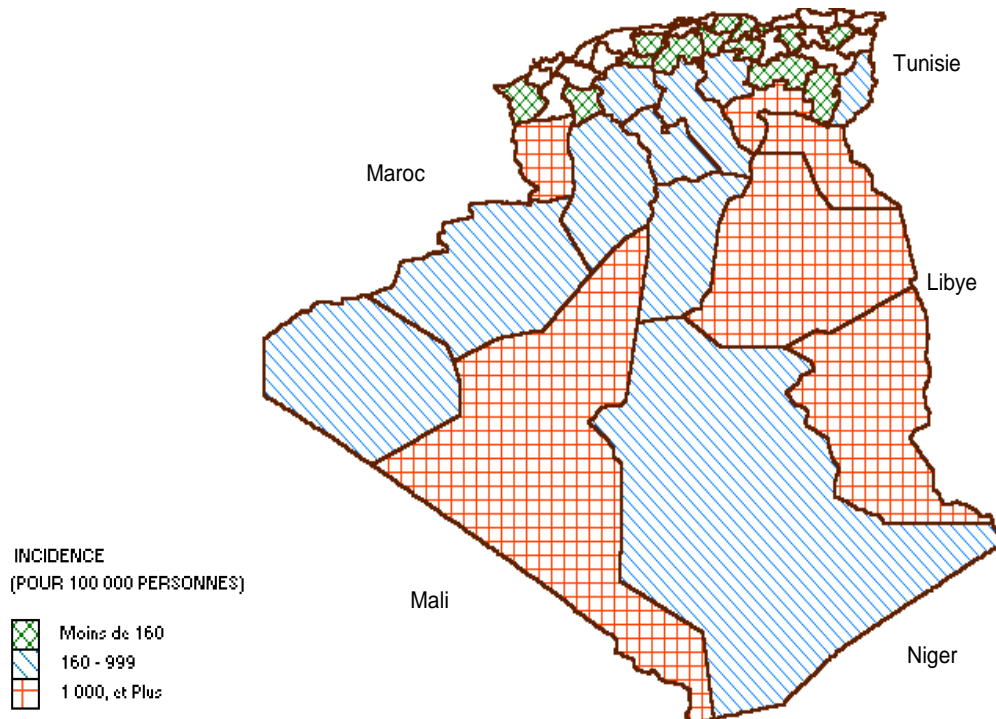 Tunisie
Maroc
Libye
INCIDENCE
(POUR 100 000 PERSONNES)
Mali
Moins de 160
160 - 999
Niger
1 000, et Plus